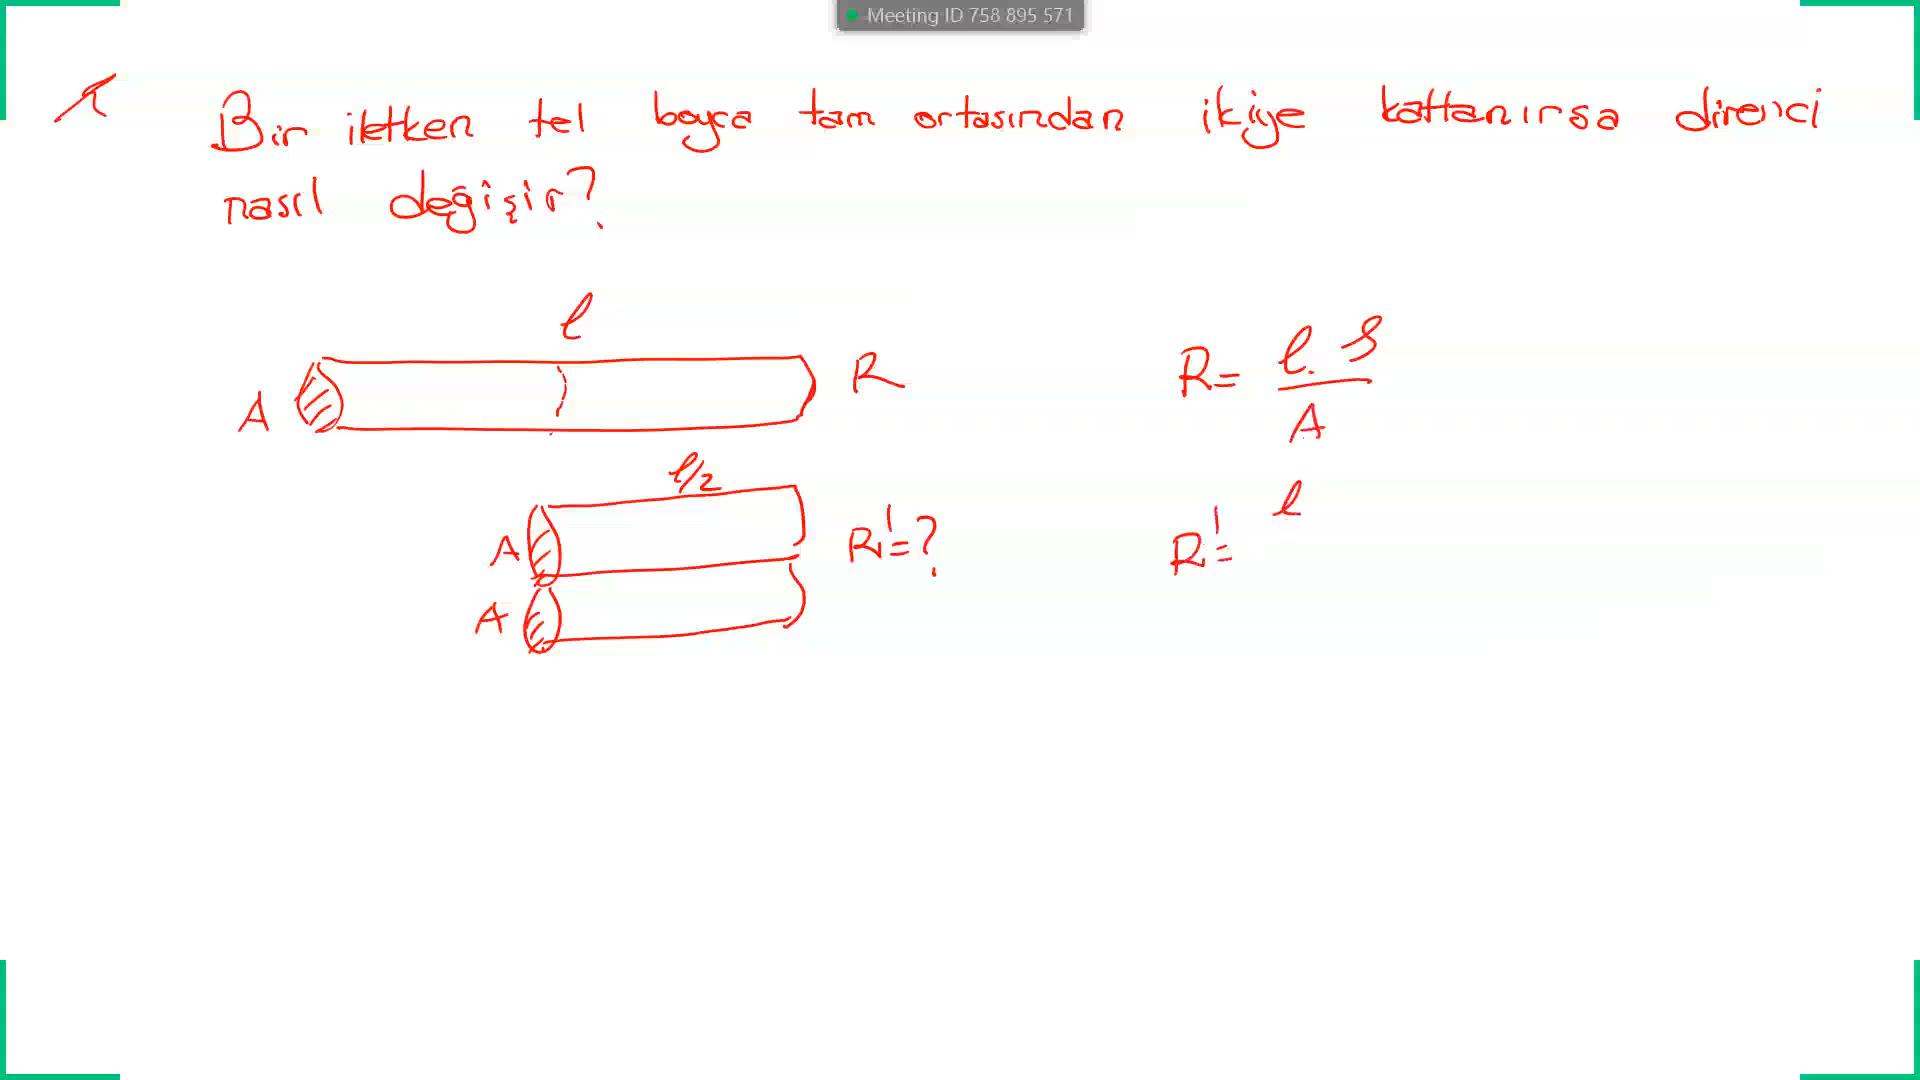 Meeting ID 758 895 571
Bir iletken tel boyca tam ortasından ikiye katlanırsa direnci
nasıl değişir?
l
A
R
R = l . ρ / A
l/2
A
R' = ?
A
R' = l